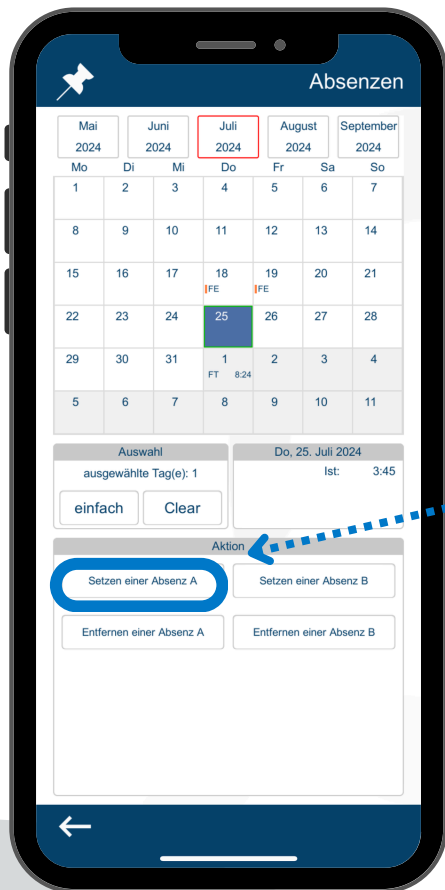 Absenzen
Mai Juni Juli August September
2024 2024 2024 2024 2024
Mo Di Mi Do Fr Sa So
1 2 3 4 5 6 7
8 9 10 11 12 13 14
15 16 17 18 19 20 21
FE FE
22 23 24 25 26 27 28
29 30 31 1 2 3 4
FT 8:24
5 6 7 8 9 10 11
Auswahl
ausgewählte Tag(e): 1
einfach Clear
Do, 25. Juli 2024
Ist: 3:45
Aktion
Setzen einer Absenz A Setzen einer Absenz B
Entfernen einer Absenz A Entfernen einer Absenz B